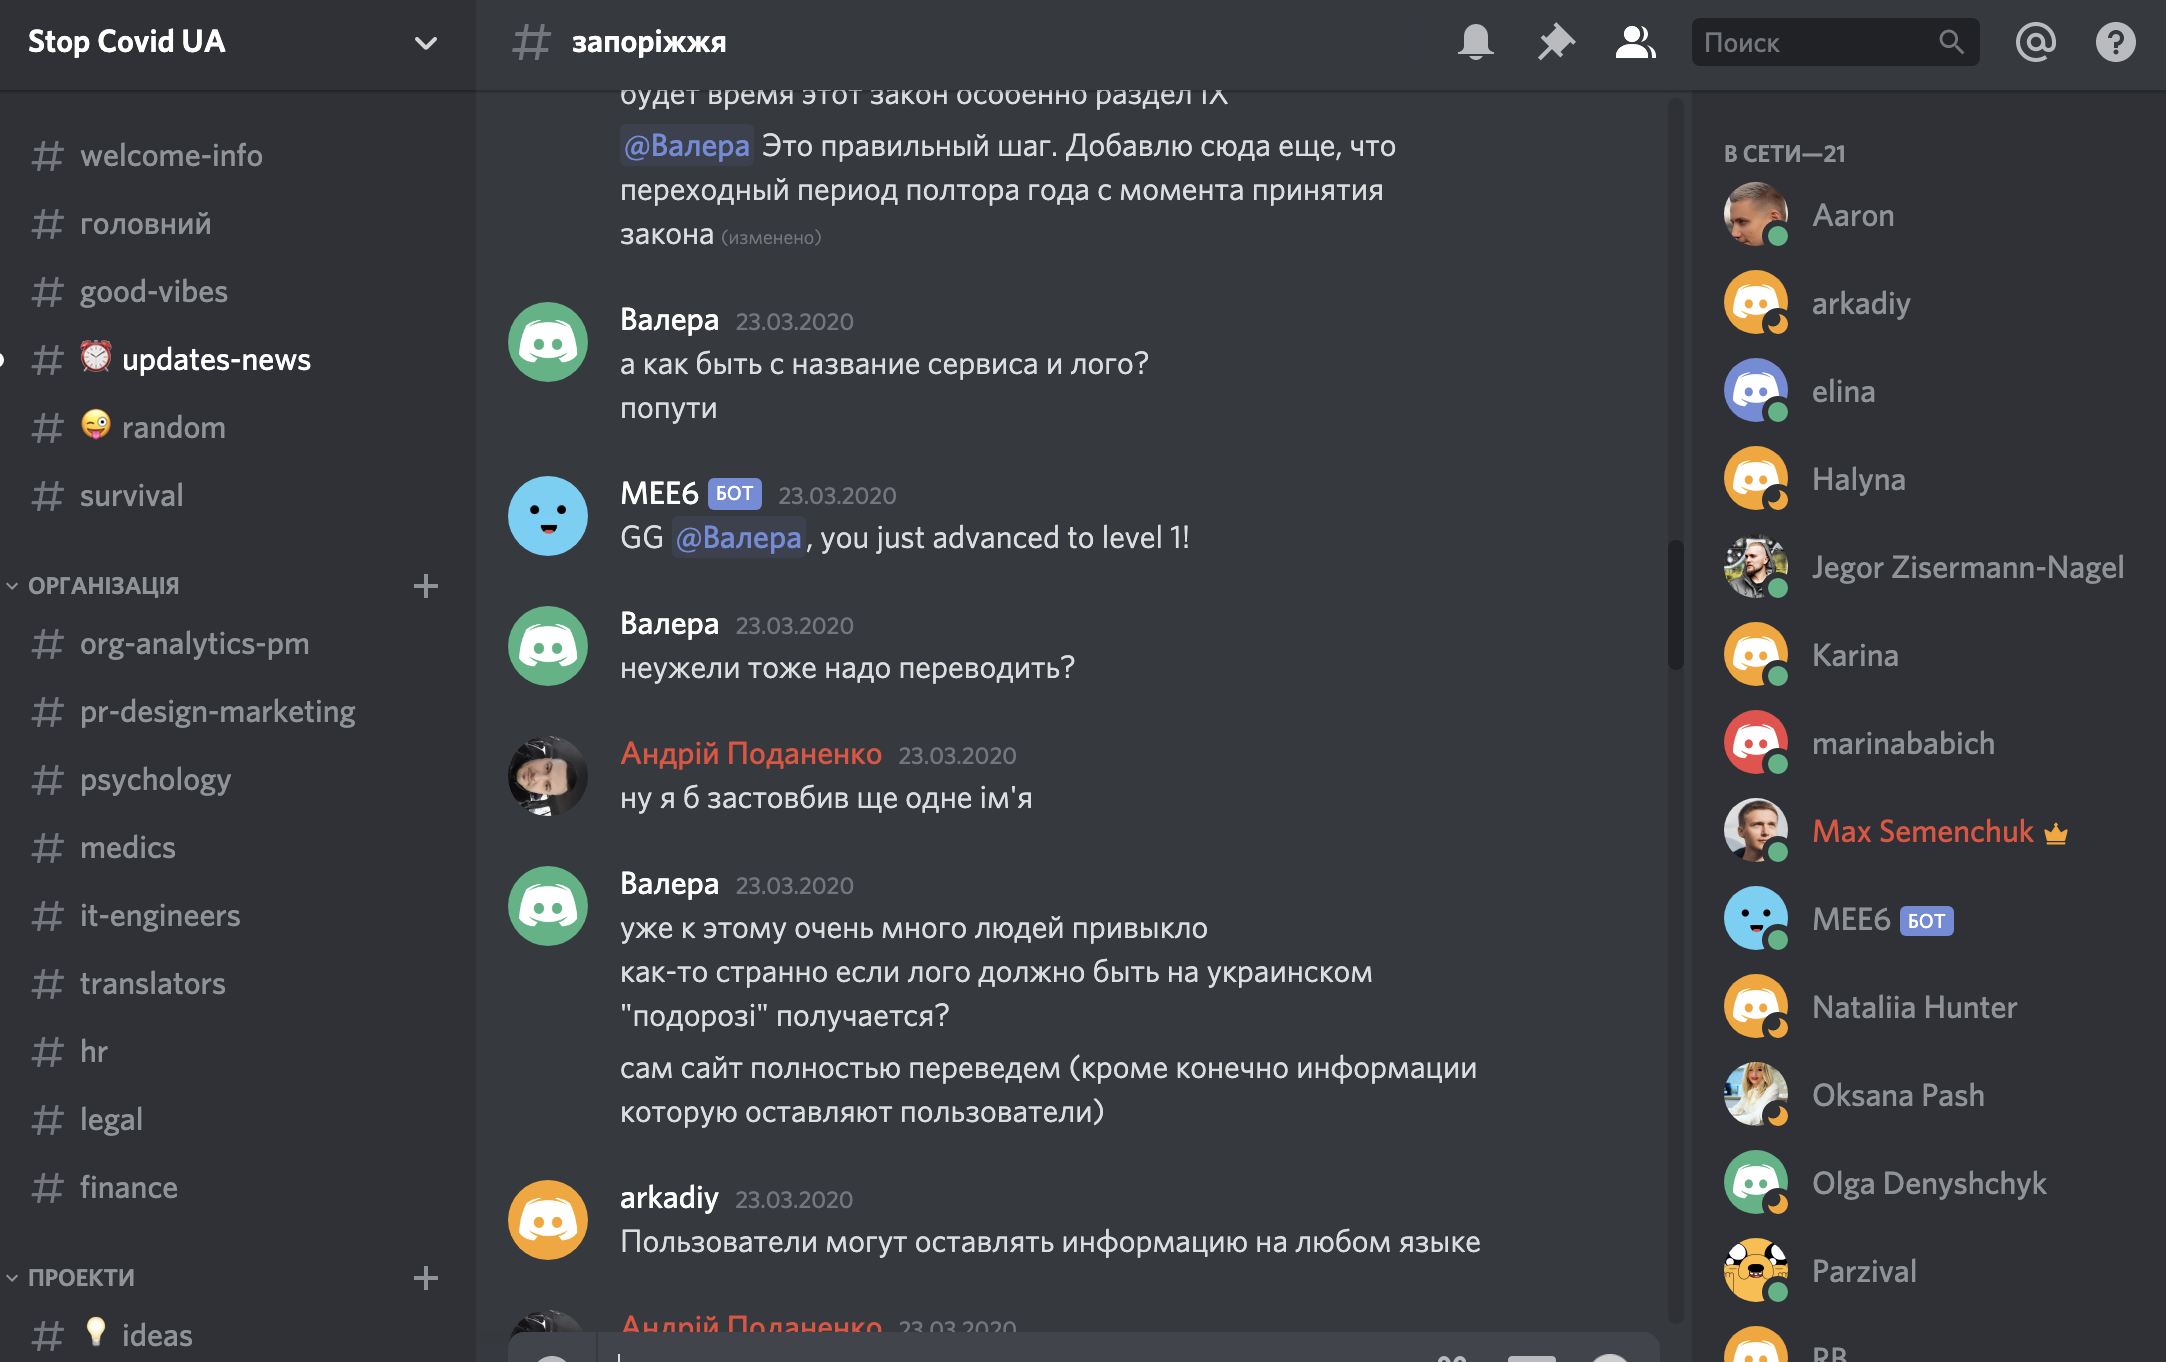 Stop Covid UA
welcome-info
головний
good-vibes
updates-news
random
survival
ОРГАНІЗАЦІЯ
org-analytics-pm
pr-design-marketing
psychology
medics
it-engineers
translators
hr
legal
finance
ПРОЕКТИ
ideas
запоріжжя
Поиск
будет время этот закон особенно раздел IX
@Валера Это правильный шаг. Добавлю сюда еще, что
переходный период полтора года с момента принятия
закона (изменено)
Валера 23.03.2020
а как быть с название сервиса и лого?
попути
MEE6 БОТ 23.03.2020
GG @Валера, you just advanced to level 1!
Валера 23.03.2020
неужели тоже надо переводить?
Андрій Поданенко 23.03.2020
ну я б застовбив ще одне ім'я
Валера 23.03.2020
уже к этому очень много людей привыкло
как-то странно если лого должно быть на украинском
"подорозі" получается?
сам сайт полностью переведем (кроме конечно информации
которую оставляют пользователи)
arkadiy 23.03.2020
Пользователи могут оставлять информацию на любом языке
Андрій Поданенко 23.03.2020
В СЕТИ—21
Aaron
arkadiy
elina
Halyna
Jegor Zisermann-Nagel
Karina
marinababich
Max Semenchuk
MEE6 БОТ
Nataliia Hunter
Oksana Pash
Olga Denyshchyk
Parzival
RB